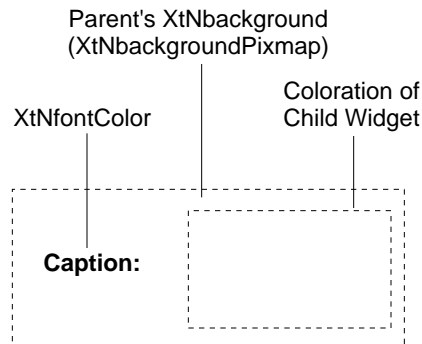 Parent's XtNbackground
(XtNbackgroundPixmap)
Coloration of
Child Widget
XtNfontColor
Caption: